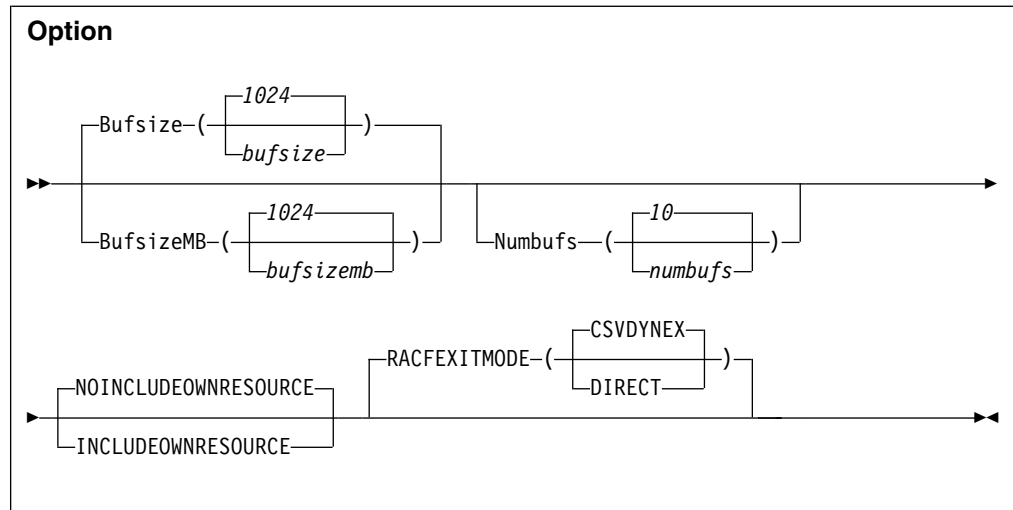 Option
1024
Bufsize ( )
bufsize
1024 10
BufsizeMB ( ) Numbufs ( )
bufsizemb numbufs
CSVDYNEX
NOINCLUDEOWNRESOURCE RACFEXITMODE ( )
DIRECT
INCLUDEOWNRESOURCE